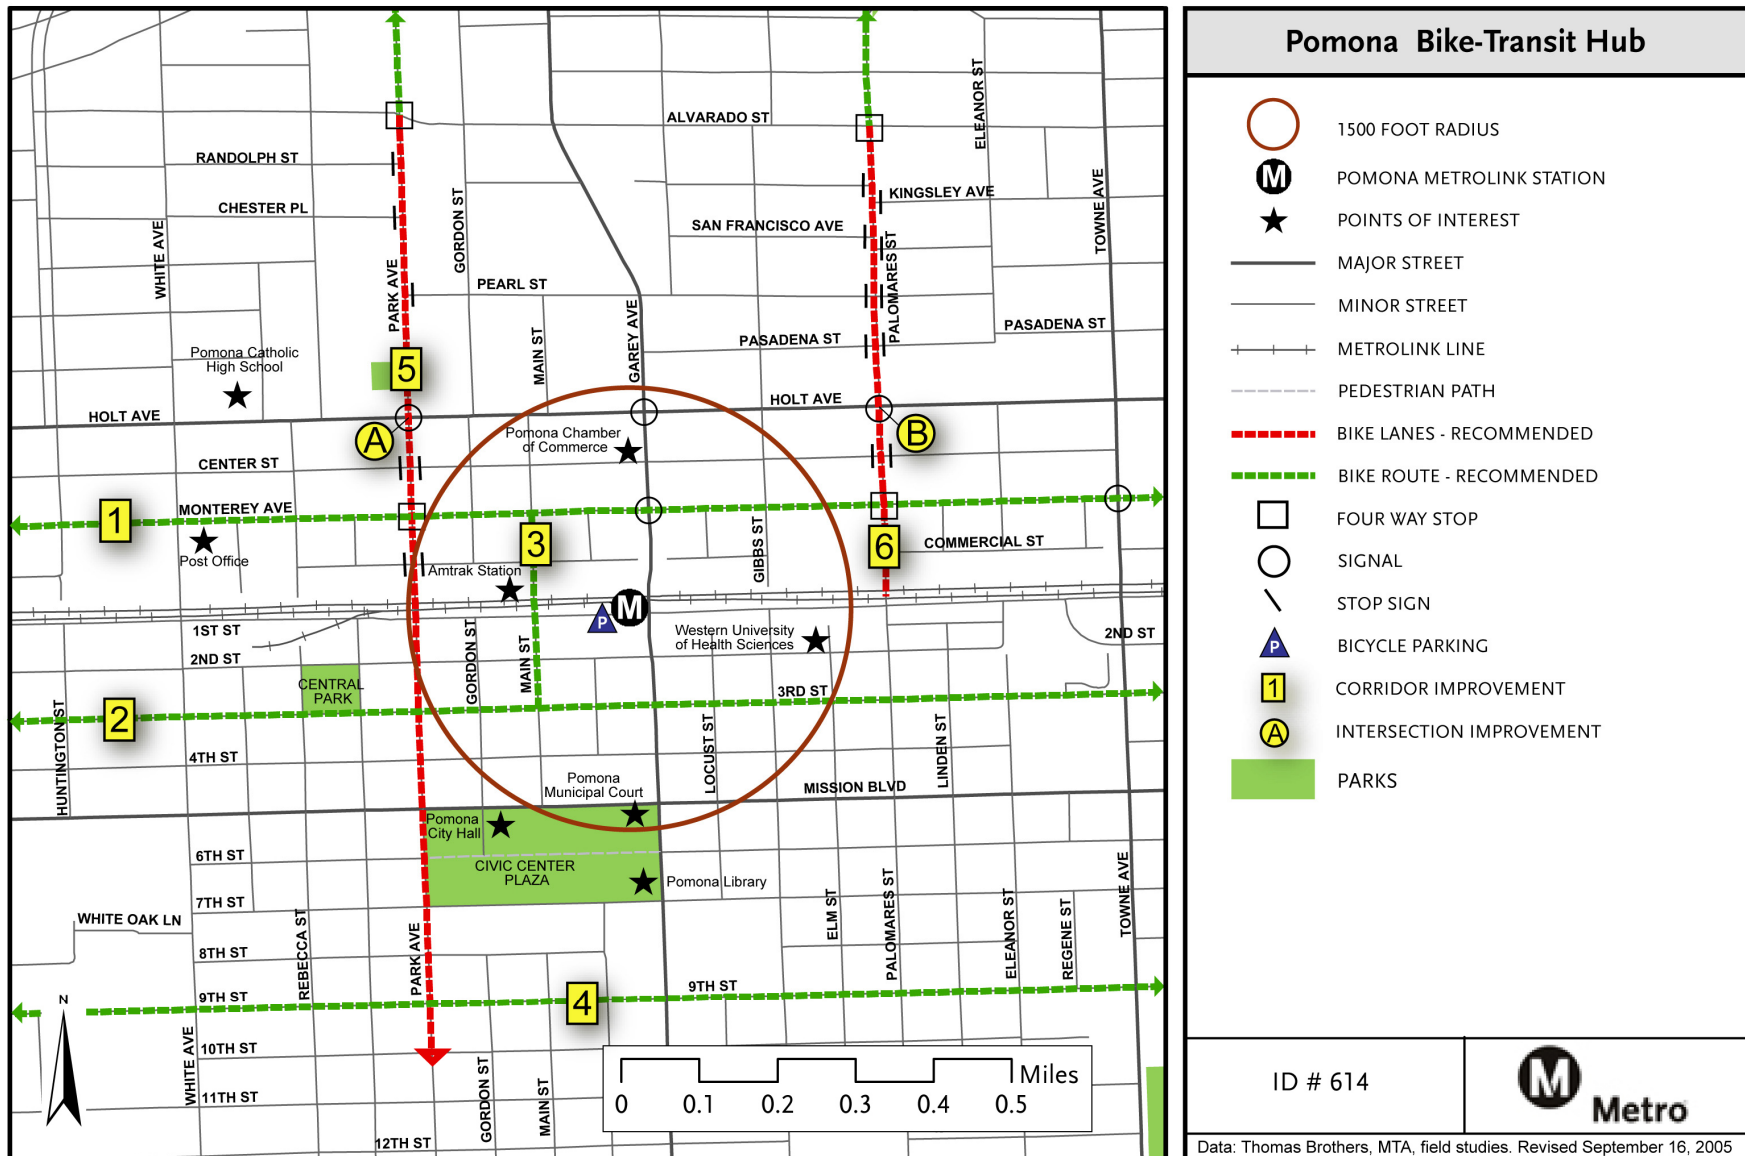 Pomona Bike-Transit Hub
1500 FOOT RADIUS
M
POMONA METROLINK STATION
POINTS OF INTEREST
MAJOR STREET
MINOR STREET
METROLINK LINE
PEDESTRIAN PATH
BIKE LANES - RECOMMENDED
BIKE ROUTE - RECOMMENDED
FOUR WAY STOP
SIGNAL
STOP SIGN
P
BICYCLE PARKING
1
CORRIDOR IMPROVEMENT
A
INTERSECTION IMPROVEMENT
PARKS
ID # 614
M
Metro
Data: Thomas Brothers, MTA, field studies. Revised September 16, 2005
ALVARADO ST
ELEANOR ST
RANDOLPH ST
KINGSLEY AVE
CHESTER PL
GORDON ST
TOWNE AVE
WHITE AVE
SAN FRANCISCO AVE
PALOMARES ST
PARK AVE
PEARL ST
GAREY AVE
MAIN ST
PASADENA ST
PASADENA ST
Pomona Catholic
High School
5
HOLT AVE
HOLT AVE
A
B
Pomona Chamber
of Commerce
CENTER ST
1
MONTEREY AVE
3
6
COMMERCIAL ST
GIBBS ST
Post Office
Amtrak Station
M
P
1ST ST
2ND ST
2ND ST
Western University
of Health Sciences
GORDON ST
MAIN ST
CENTRAL
PARK
3RD ST
2
HUNTINGTON ST
LOCUST ST
LINDEN ST
4TH ST
Pomona
Municipal Court
MISSION BLVD
Pomona
City Hall
6TH ST
CIVIC CENTER
PLAZA
Pomona Library
7TH ST
WHITE OAK LN
REBECCA ST
PARK AVE
ELM ST
PALOMARES ST
ELEANOR ST
REGENE ST
TOWNE AVE
8TH ST
9TH ST
9TH ST
4
N
WHITE AVE
10TH ST
11TH ST
12TH ST
GORDON ST
MAIN ST
Miles
0 0.1 0.2 0.3 0.4 0.5